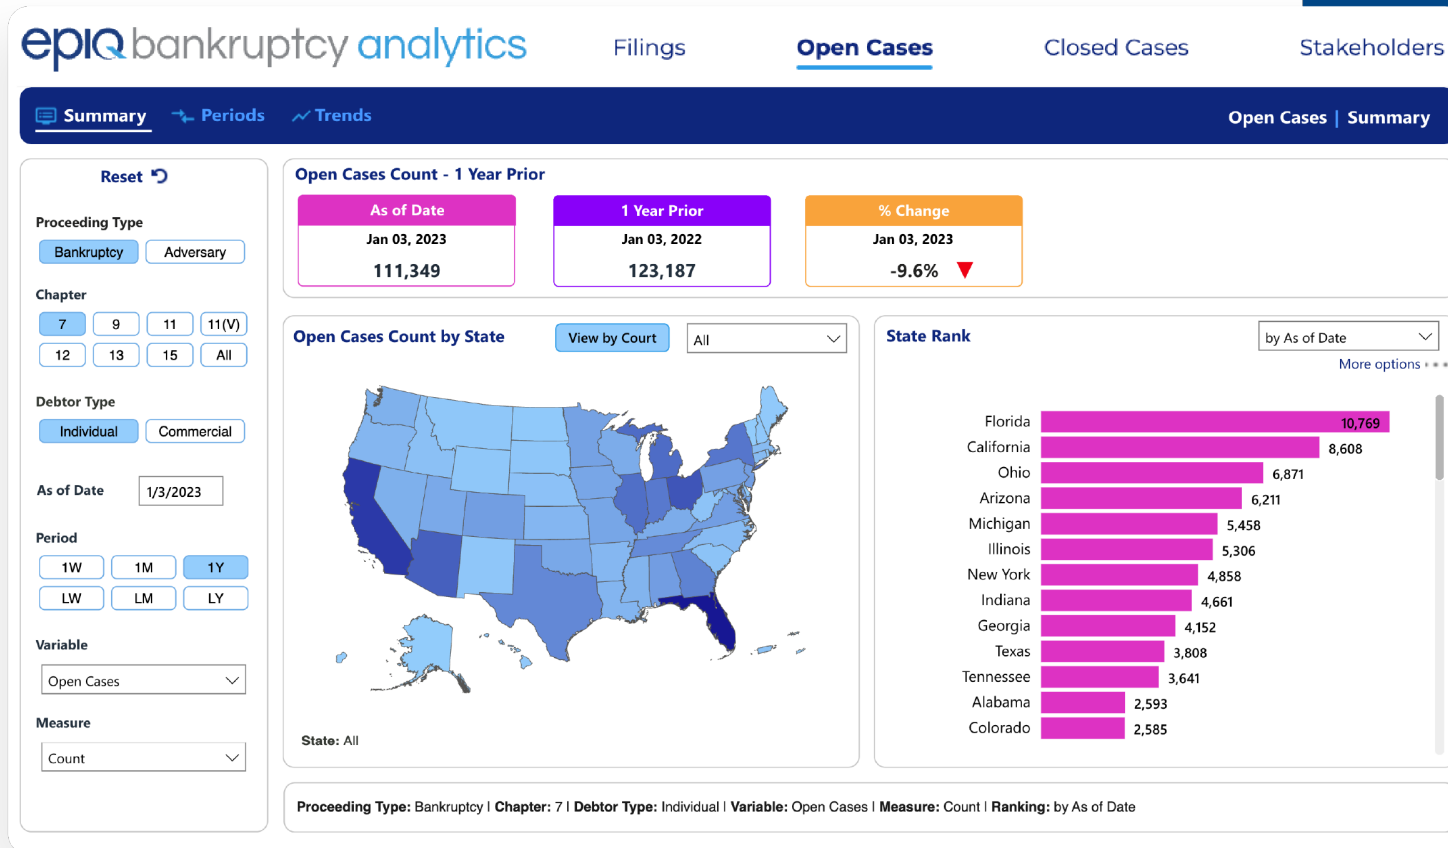 epiq bankruptcy analytics
Filings
Open Cases
Closed Cases
Stakeholders
Summary
Periods
Trends
Open Cases | Summary
Reset
Proceeding Type
Bankruptcy Adversary
Chapter
7 9 11 11(V)
12 13 15 All
Debtor Type
Individual Commercial
As of Date 1/3/2023
Period
1W 1M 1Y
LW LM LY
Variable
Open Cases
Measure
Count
Open Cases Count - 1 Year Prior
As of Date
Jan 03, 2023
111,349
1 Year Prior
Jan 03, 2022
123,187
% Change
Jan 03, 2023
-9.6%
Open Cases Count by State
View by Court
All
State: All
State Rank
by As of Date
More options
Florida 10,769
California 8,608
Ohio 6,871
Arizona 6,211
Michigan 5,458
Illinois 5,306
New York 4,858
Indiana 4,661
Georgia 4,152
Texas 3,808
Tennessee 3,641
Alabama 2,593
Colorado 2,585
Proceeding Type: Bankruptcy | Chapter: 7 | Debtor Type: Individual | Variable: Open Cases | Measure: Count | Ranking: by As of Date